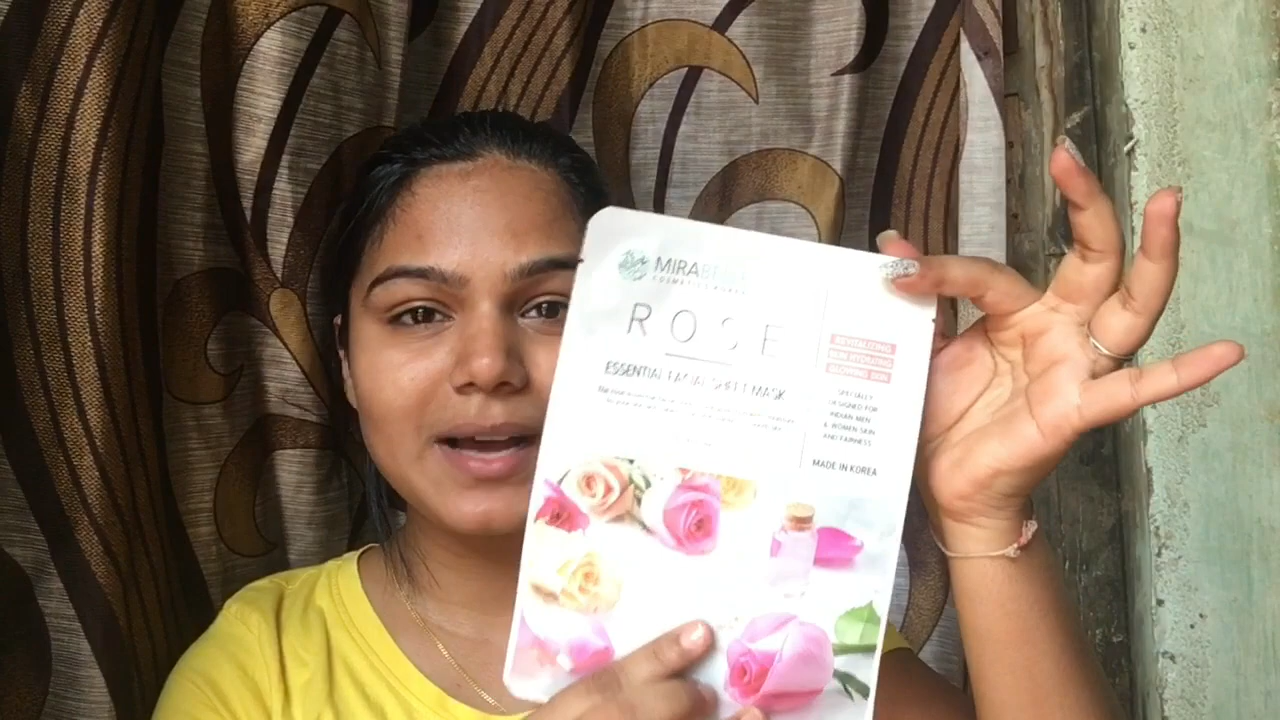 MIRABELLE
COSMETICS KOREA
ROSE
ESSENTIAL FACIAL SHEET MASK
REVITALIZING
SKIN HYDRATING
GLOWING SKIN
SPECIALLY
DESIGNED FOR
INDIAN MEN
& WOMEN SKIN
AND FAIRNESS
MADE IN KOREA